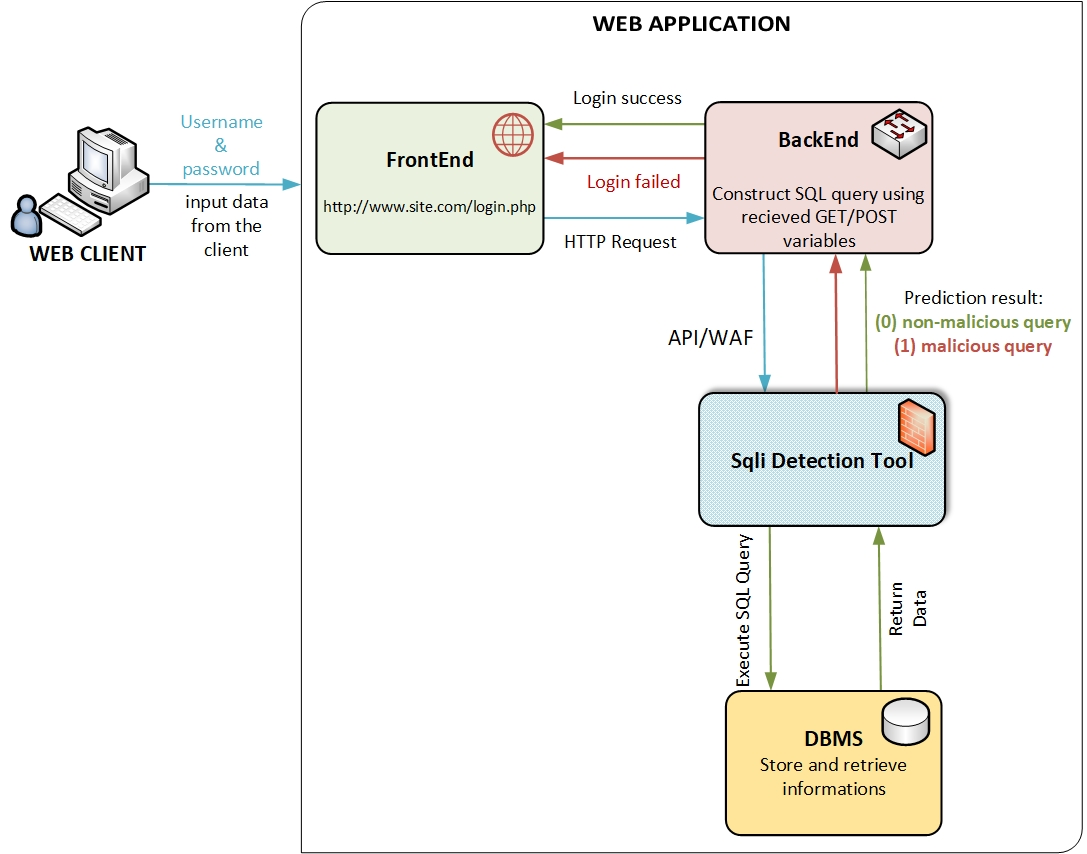 WEB APPLICATION
Username
&
password
input data
from the
client
WEB CLIENT
FrontEnd
http://www.site.com/login.php
Login success
Login failed
HTTP Request
BackEnd
Construct SQL query using
recieved GET/POST
variables
API/WAF
Prediction result:
(0) non-malicious query
(1) malicious query
Sqli Detection Tool
Execute SQL Query
Return
Data
DBMS
Store and retrieve
informations